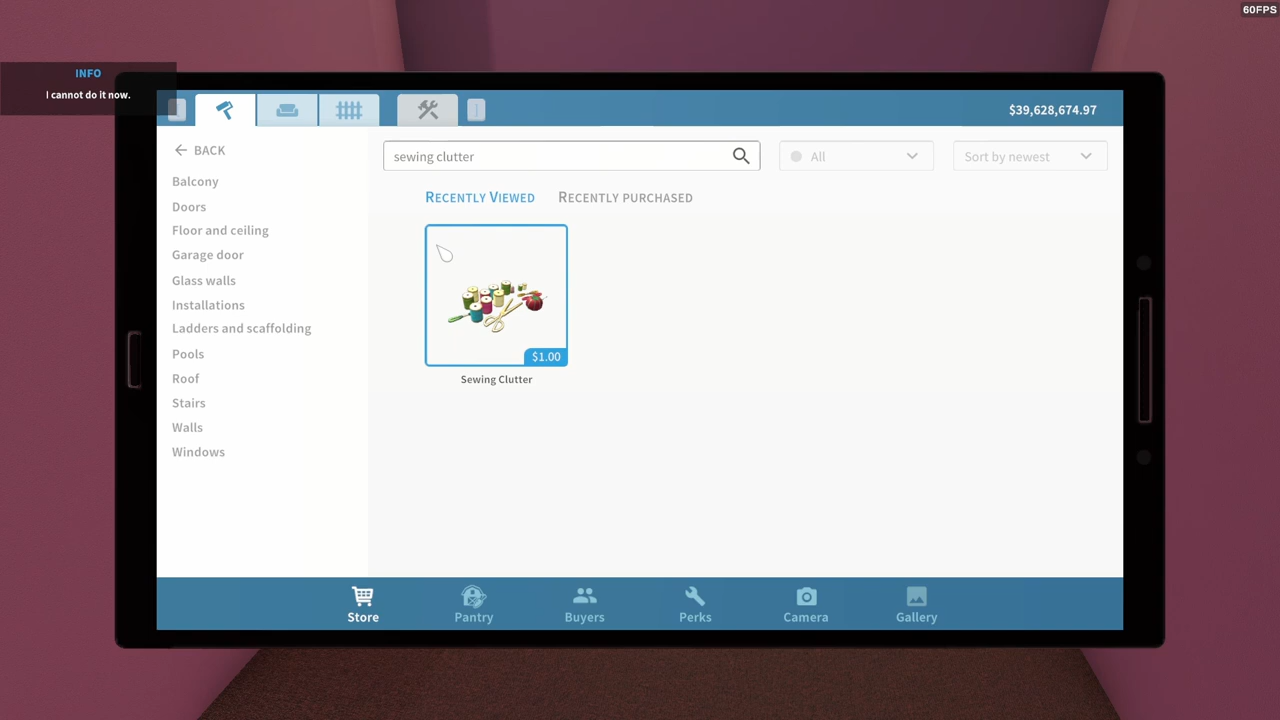 60FPS
INFO
I cannot do it now.
$39,628,674.97
BACK
sewing clutter
All
Sort by newest
Balcony
Doors
Floor and ceiling
Garage door
Glass walls
Installations
Ladders and scaffolding
Pools
Roof
Stairs
Walls
Windows
RECENTLY VIEWED
RECENTLY PURCHASED
$1.00
Sewing Clutter
Store
Pantry
Buyers
Perks
Camera
Gallery